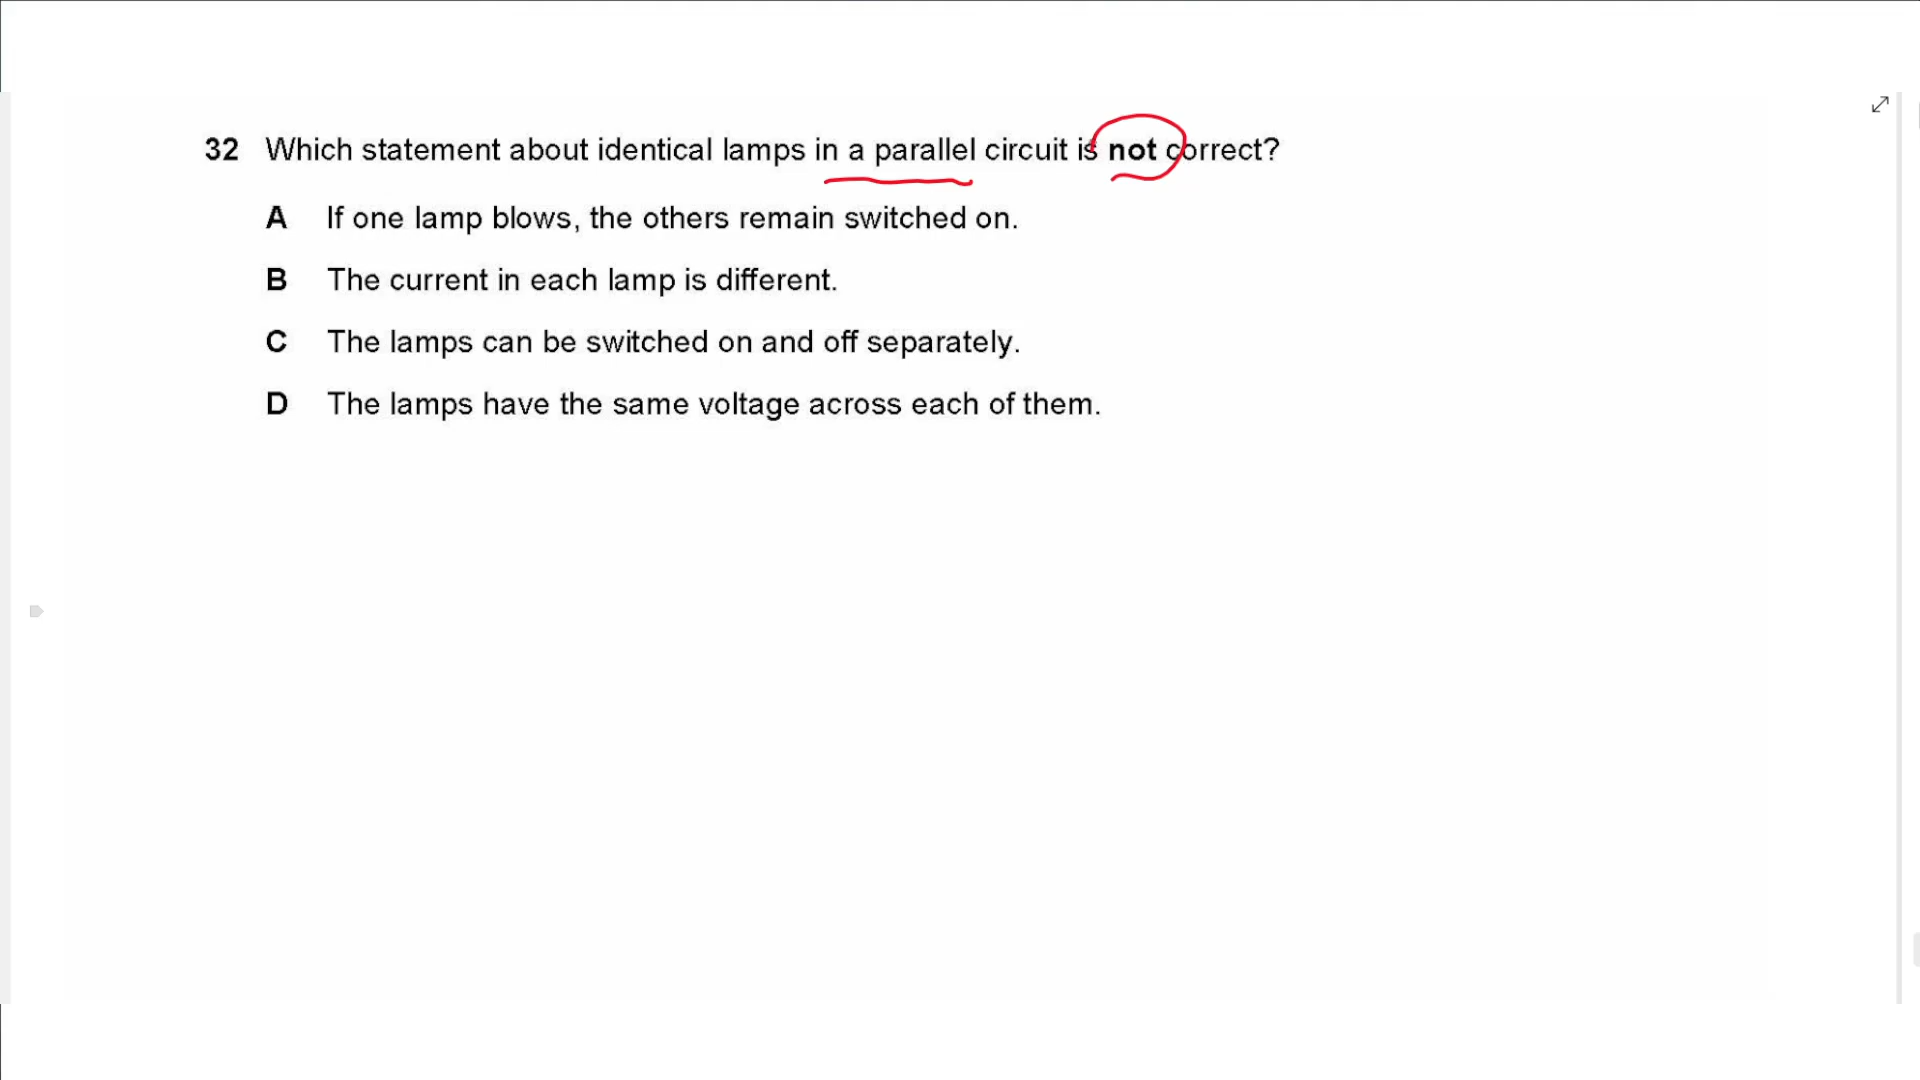 32 Which statement about identical lamps in a parallel circuit is not correct?
A If one lamp blows, the others remain switched on.
B The current in each lamp is different.
C The lamps can be switched on and off separately.
D The lamps have the same voltage across each of them.